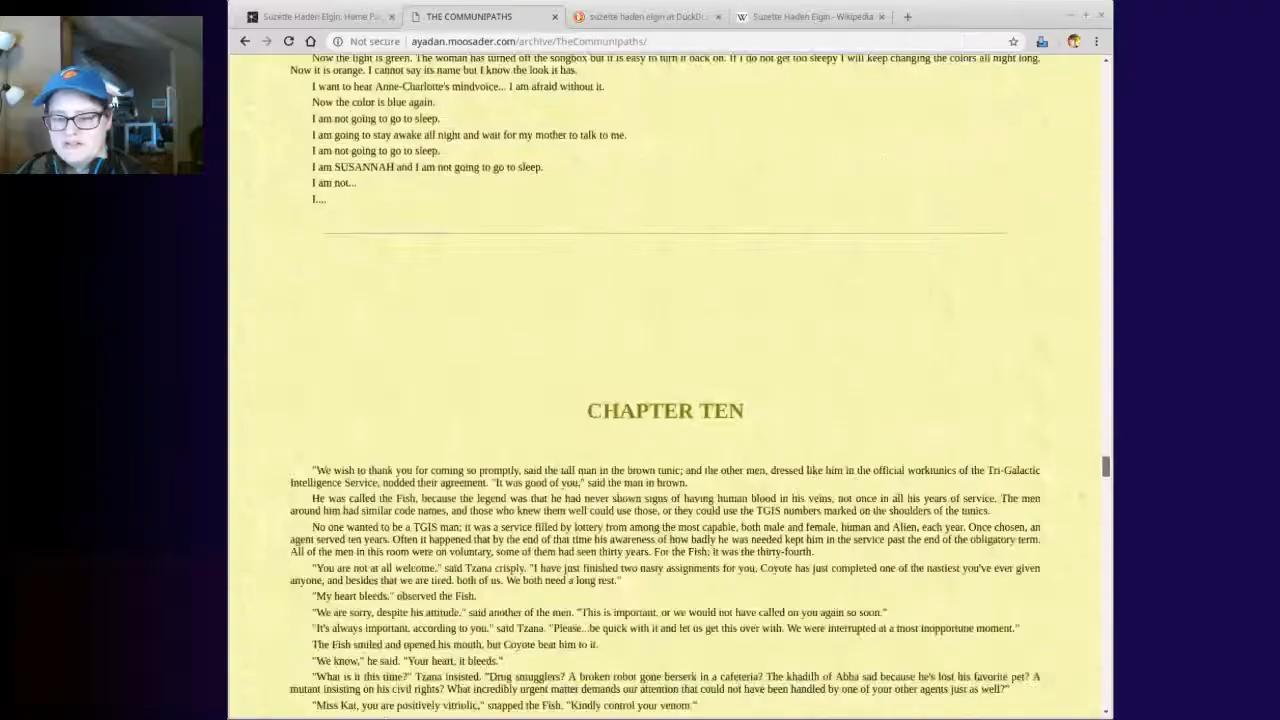 Suzette Elgin: Home Pa
THE COMMUNIPATHS
suzette haden elgin at DuckD
Suzette Haden Elgin - Wikipedia
Not secure
ayadan.moosader.com/archive/TheCommunipaths/
Now the light is green. The woman has turned off the songbox but it is easy to turn it back on. If I do not get too sleepy I will keep changing the colors all night long.
Now it is orange. I cannot say its name but I know the look it has.
I want to hear Anne-Charlotte's mindvoice... I am afraid without it.
Now the color is blue again.
I am not going to go to sleep.
I am going to stay awake all night and wait for my mother to talk to me.
I am not going to go to sleep.
I am SUSANNAH and I am not going to go to sleep.
I am not...
I....
CHAPTER TEN
"We wish to thank you for coming so promptly, said the tall man in the brown tunic; and the other men, dressed like him in the official worktunics of the Tri-Galactic
Intelligence Service, nodded their agreement. "It was good of you," said the man in brown.
He was called the Fish, because the legend was that he had never shown signs of having human blood in his veins, not once in all his years of service. The men
around him had similar code names, and those who knew them well could use those, or they could use the TGIS numbers marked on the shoulders of the tunics.
No one wanted to be a TGIS man; it was a service filled by lottery from among the most capable, both male and female, human and Alien, each year. Once chosen, an
agent served ten years. Often it happened that by the end of that time his awareness of how badly he was needed kept him in the service past the end of the obligatory term.
All of the men in this room were on voluntary, some of them had seen thirty years. For the Fish; it was the thirty-fourth.
"You are not at all welcome," said Tzana crisply. "I have just finished two nasty assignments for you, Coyote has just completed one of the nastiest you've ever given
anyone, and besides that we are tired. both of us. We both need a long rest."
"My heart bleeds." observed the Fish.
"We are sorry, despite his attitude." said another of the men. "This is important, or we would not have called on you again so soon."
"It's always important, according to you." said Tzana. "Please...be quick with it and let us get this over with. We were interrupted at a most inopportune moment."
The Fish smiled and opened his mouth, but Coyote beat him to it.
"We know," he said. "Your heart, it bleeds."
"What is it this time?" Tzana insisted. "Drug smugglers? A broken robot gone berserk in a cafeteria? The khadilh of Abba sad because he's lost his favorite pet? A
mutant insisting on his civil rights? What incredibly urgent matter demands our attention that could not have been handled by one of your other agents just as well?"
"Miss Kai, you are positively vitriolic," snapped the Fish. "Kindly control your venom."